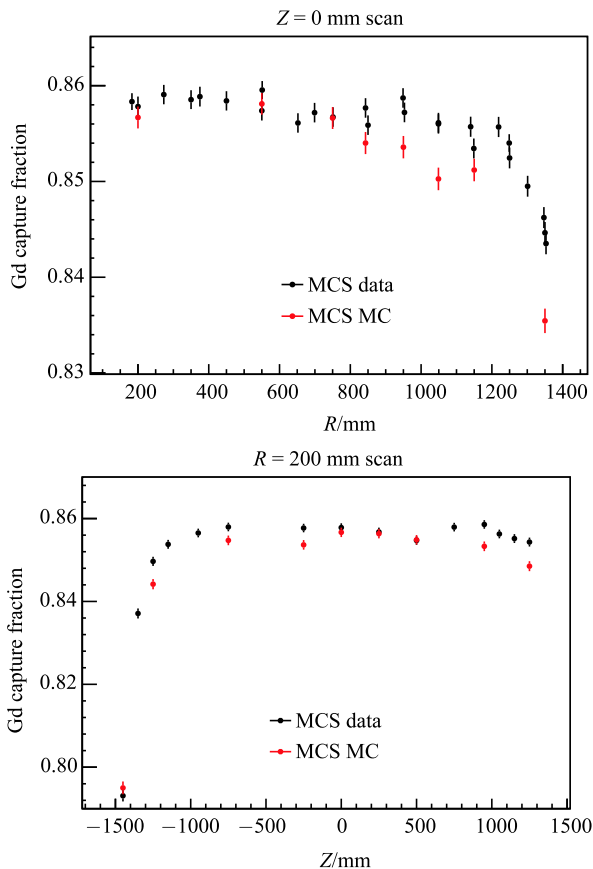 Z = 0 mm scan
0.86
0.85
0.84
0.83
Gd capture fraction
MCS data
MCS MC
200 400 600 800 1000 1200 1400
R/mm
R = 200 mm scan
0.86
0.84
0.82
0.80
Gd capture fraction
MCS data
MCS MC
−1500 −1000 −500 0 500 1000 1500
Z/mm